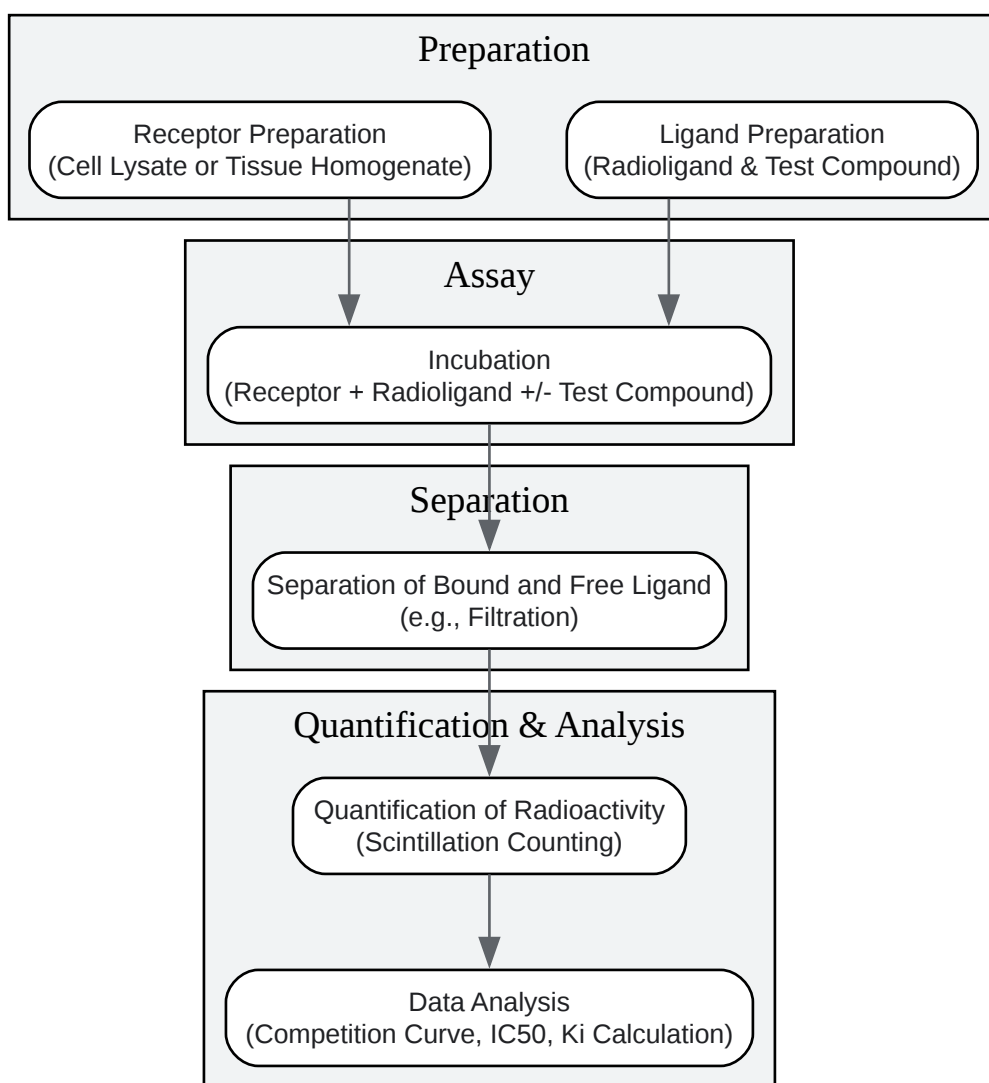 Preparation
Receptor Preparation
(Cell Lysate or Tissue Homogenate)
Ligand Preparation
(Radioligand & Test Compound)
Assay
Incubation
(Receptor + Radioligand +/- Test Compound)
Separation
Separation of Bound and Free Ligand
(e.g., Filtration)
Quantification & Analysis
Quantification of Radioactivity
(Scintillation Counting)
Data Analysis
(Competition Curve, IC50, Ki Calculation)